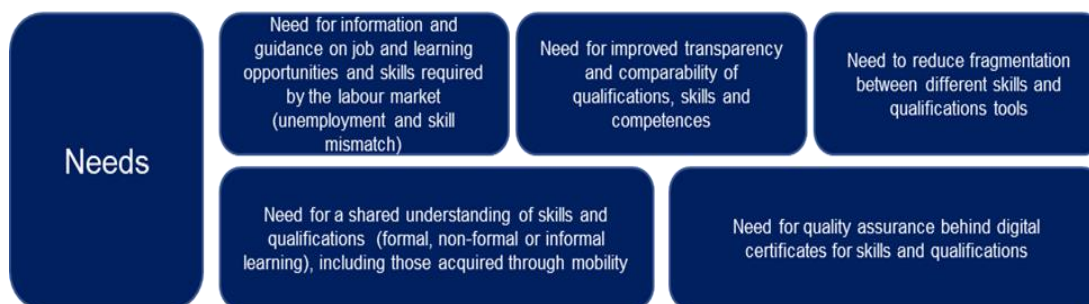 Needs
Need for information and
guidance on job and learning
opportunities and skills required
by the labour market
(unemployment and skill
mismatch)
Need for improved transparency
and comparability of
qualifications, skills and
competences
Need to reduce fragmentation
between different skills and
qualifications tools
Need for a shared understanding of skills and
qualifications (formal, non-formal or informal
learning), including those acquired through mobility
Need for quality assurance behind digital
certificates for skills and qualifications